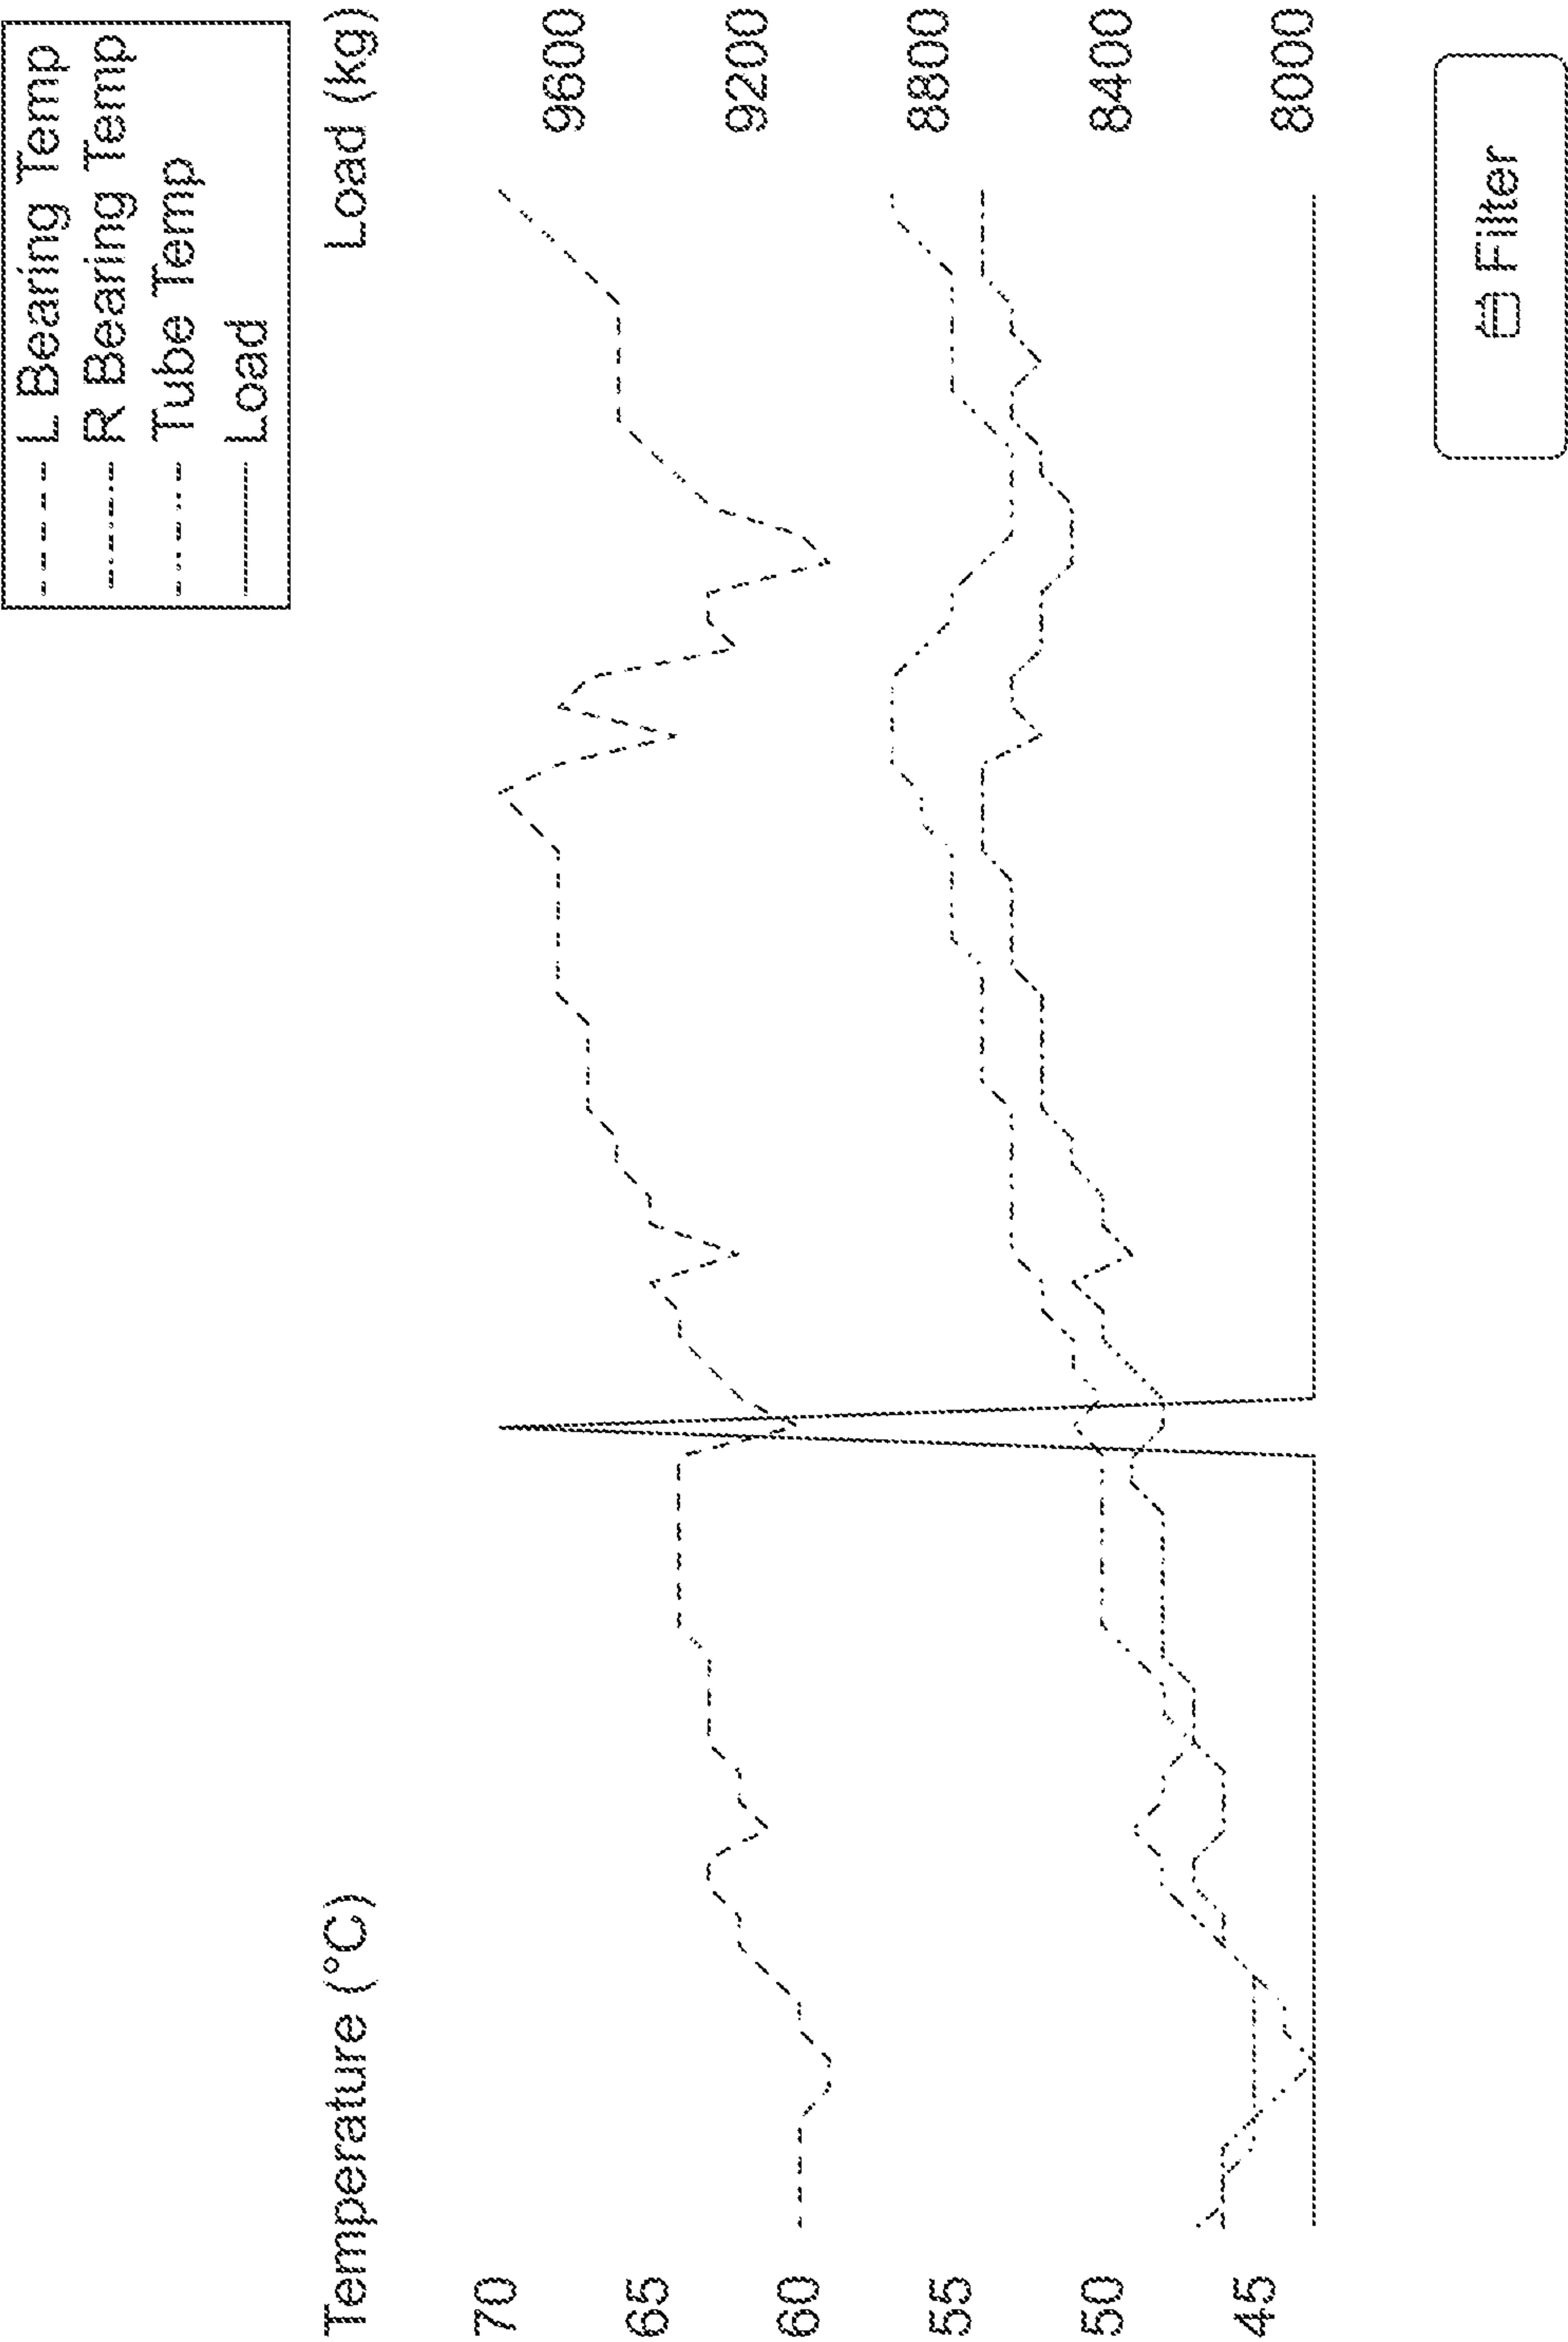 L Bearing Temp
R Bearing Temp
Tube Temp
Load
Temperature (°C)
Load (kg)
70
65
60
55
50
45
9600
9200
8800
8400
8000
Filter